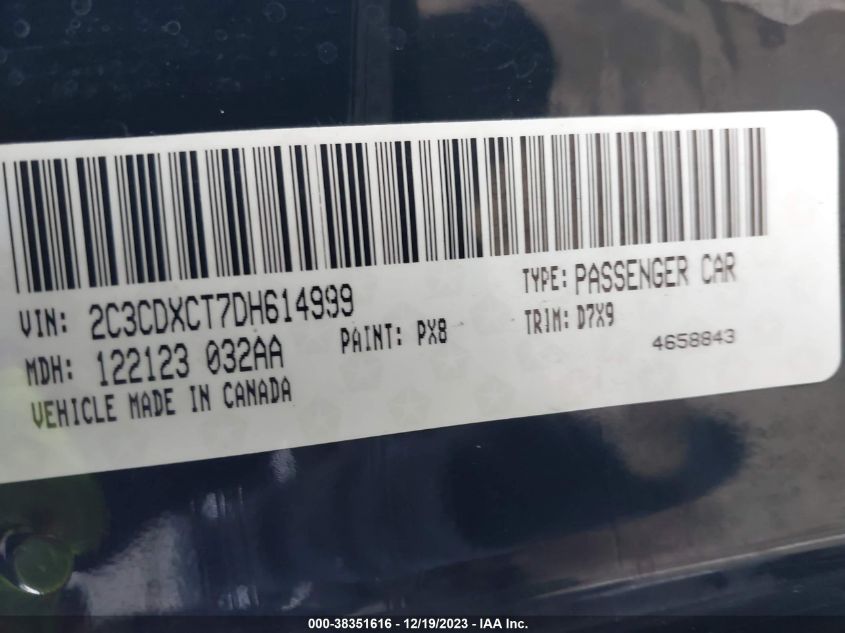 VIN: 2C3CDXCT7DH614999 TYPE: PASSENGER CAR
MDH: 122123 032AA PAINT: PX8 TRIM: D7X9
VEHICLE MADE IN CANADA 4658843
000-38351616 - 12/19/2023 - IAA Inc.